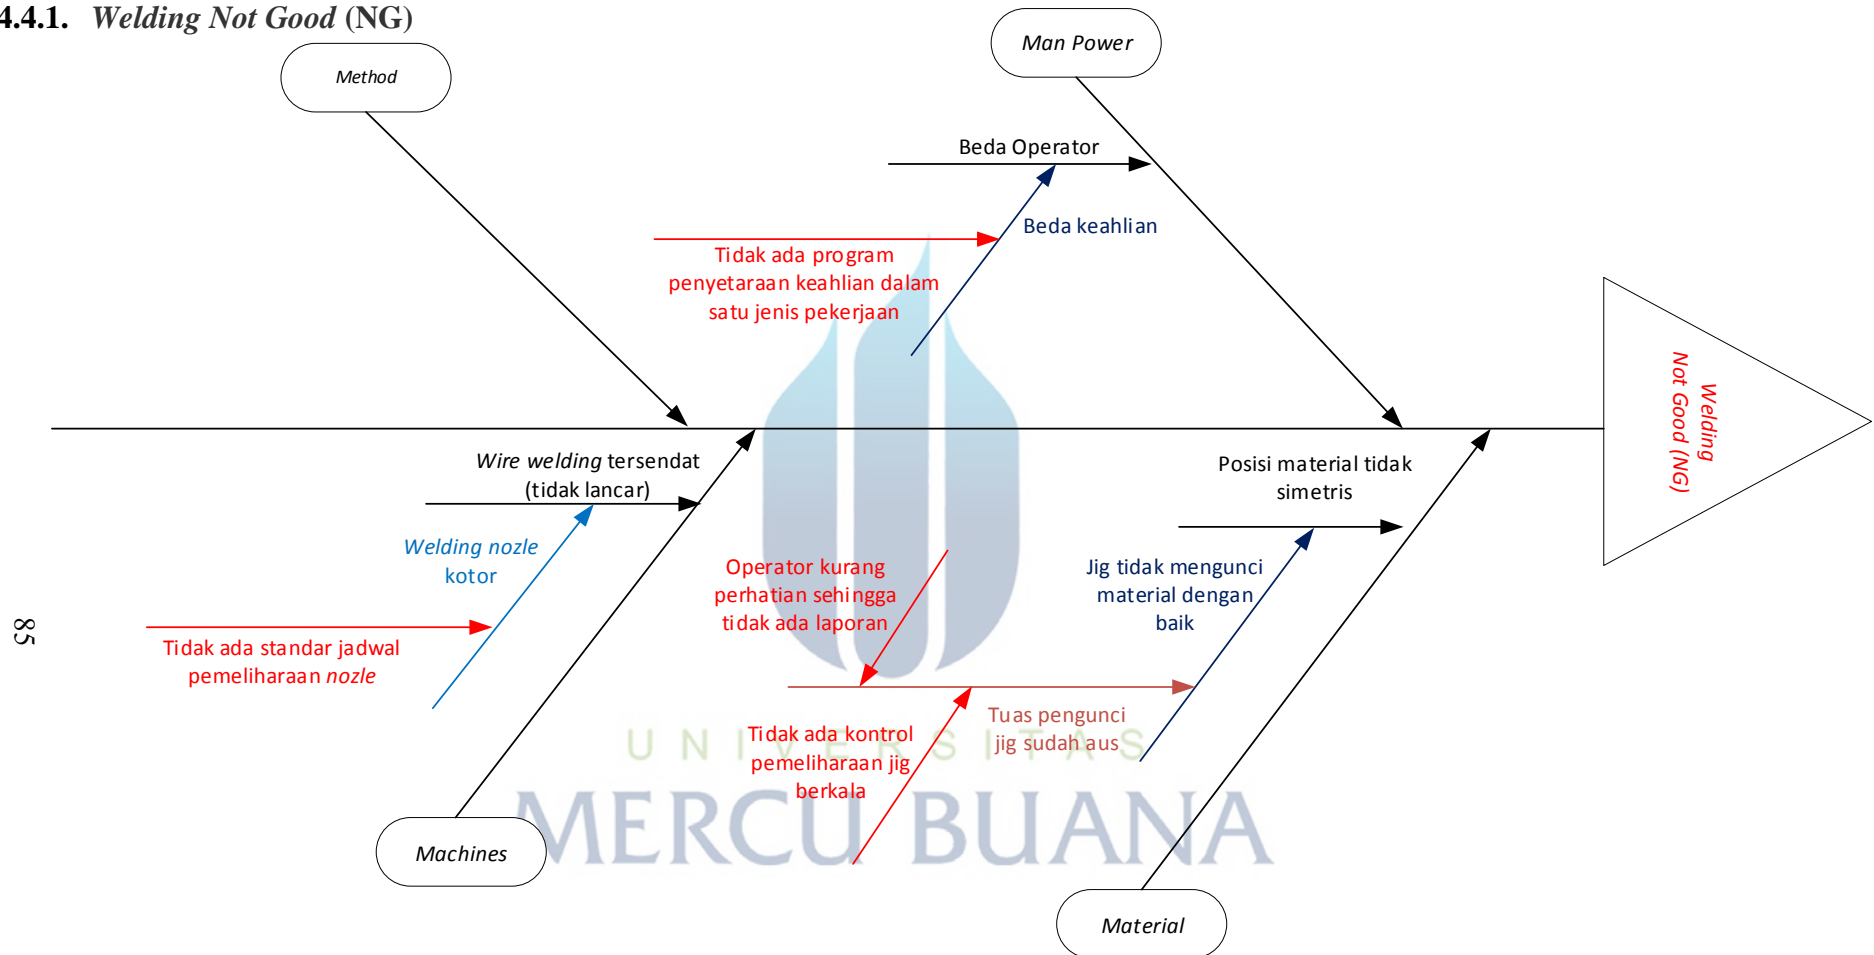 4.4.1. Welding Not Good (NG)
Method
Man Power
Beda Operator
Beda keahlian
Tidak ada program
penyetaraan keahlian dalam
satu jenis pekerjaan
Welding
Not Good (NG)
Wire welding tersendat
(tidak lancar)
Welding nozle
kotor
Tidak ada standar jadwal
pemeliharaan nozle
Posisi material tidak
simetris
Jig tidak mengunci
material dengan
baik
Operator kurang
perhatian sehingga
tidak ada laporan
Tuas pengunci
jig sudah aus
Tidak ada kontrol
pemeliharaan jig
berkala
Machines
Material
UNIVERSITAS
MERCU BUANA
85